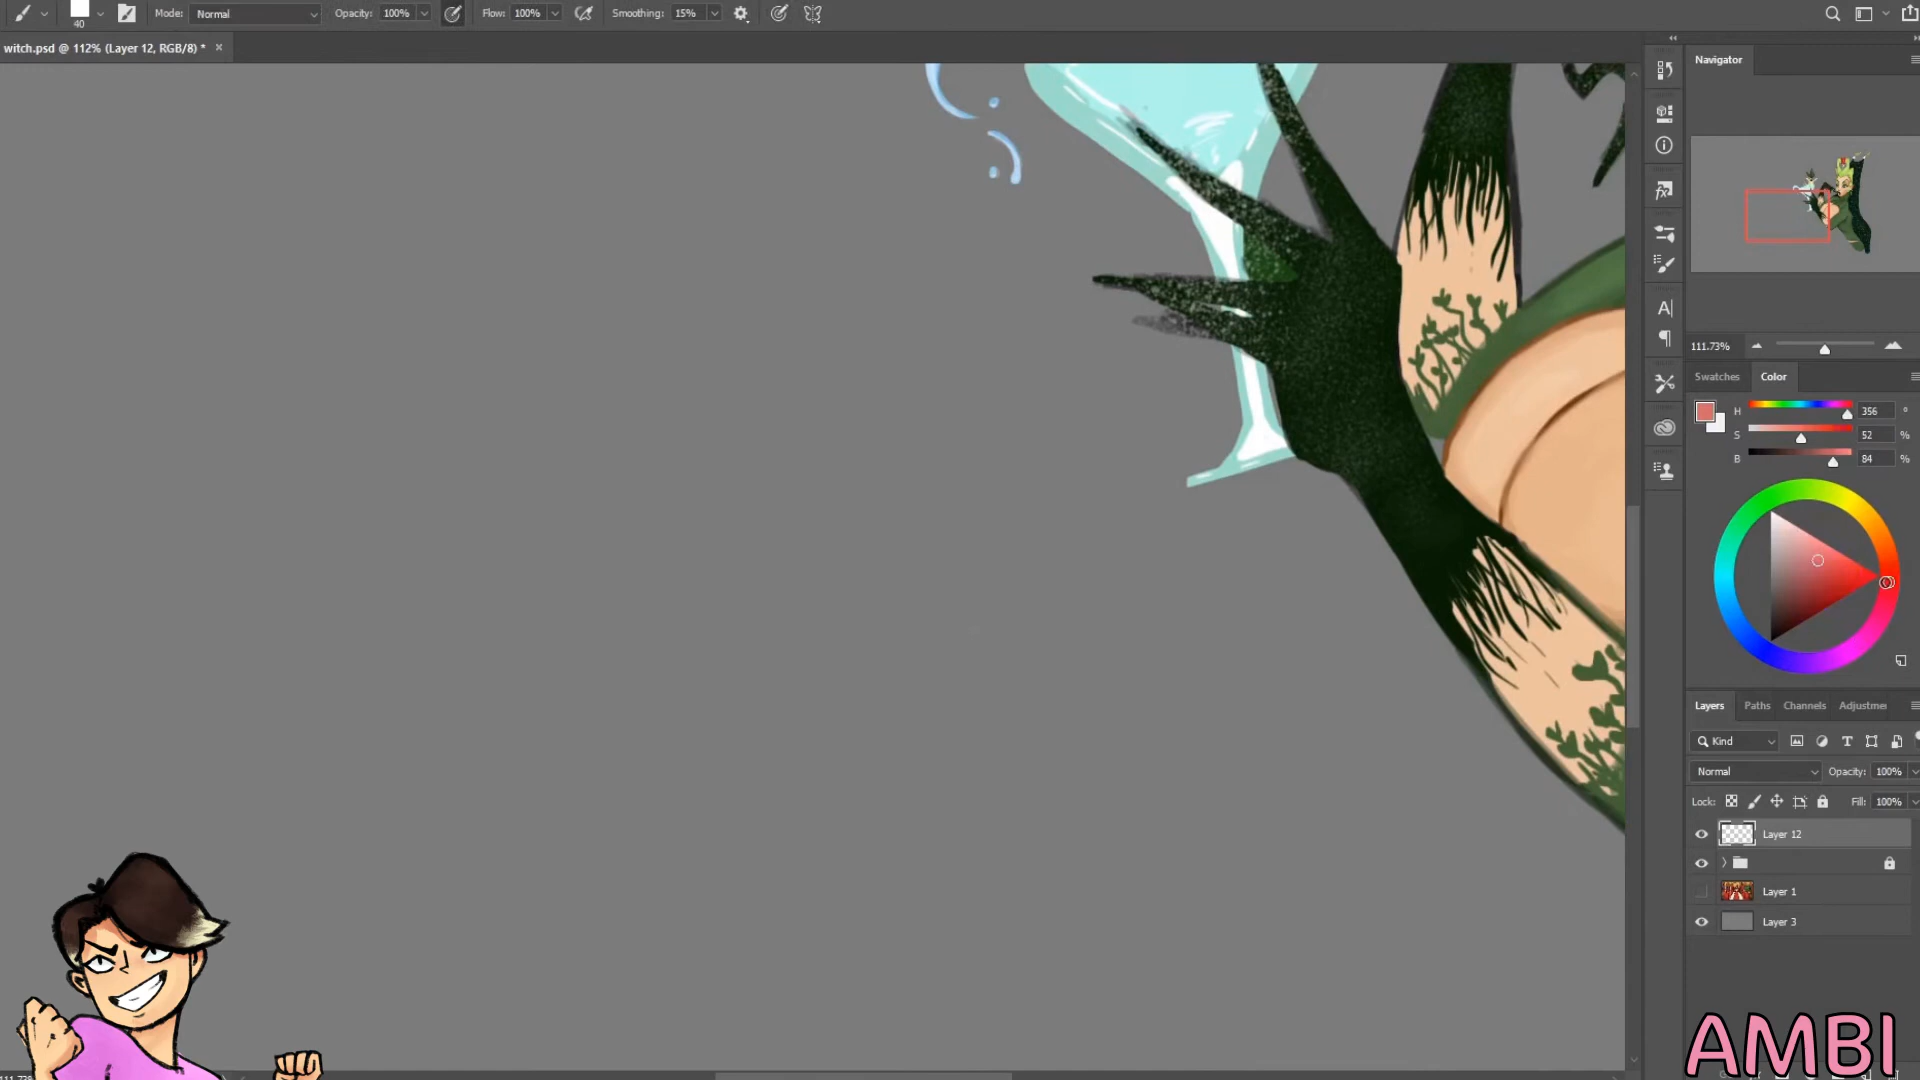 40 Mode: Normal Opacity: 100% Flow: 100% Smoothing: 15%
witch.psd @ 112% (Layer 12, RGB/8) * ×
Navigator
111.73%
Swatches Color
H 356 °
S 52 %
B 84 %
Layers Paths Channels Adjustmer
Kind
Normal Opacity: 100%
Lock: Fill: 100%
Layer 12
Layer 1
Layer 3
AMBI